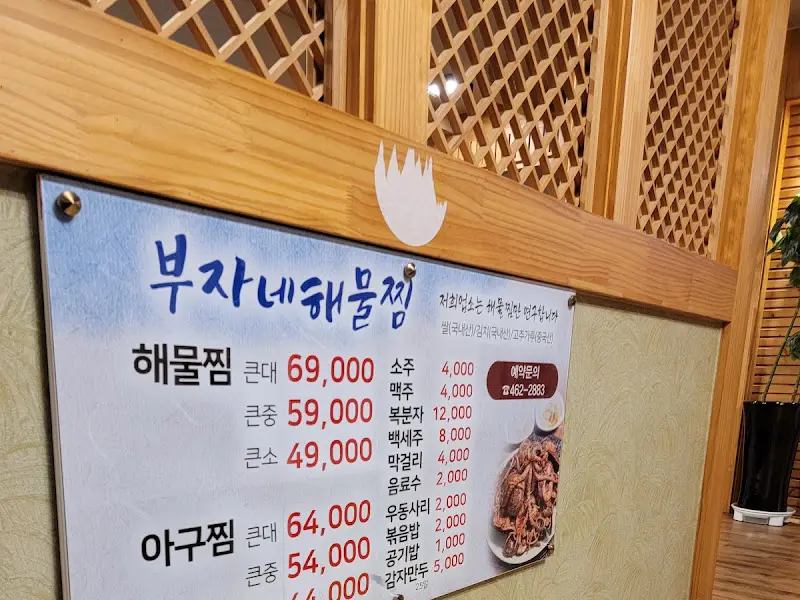 부자네해물찜
저희업소는 해물찜만 연구합니다
쌀(국내산)/김치(국내산)/고추가루(중국산)
해물찜 큰대 69,000
큰중 59,000
큰소 49,000
아구찜 큰대 64,000
큰중 54,000
44,000
소주 4,000
맥주 4,000
복분자 12,000
백세주 8,000
막걸리 4,000
음료수 2,000
우동사리 2,000
볶음밥 2,000
공기밥 1,000
감자만두 5,000
예약문의
☎462-2883